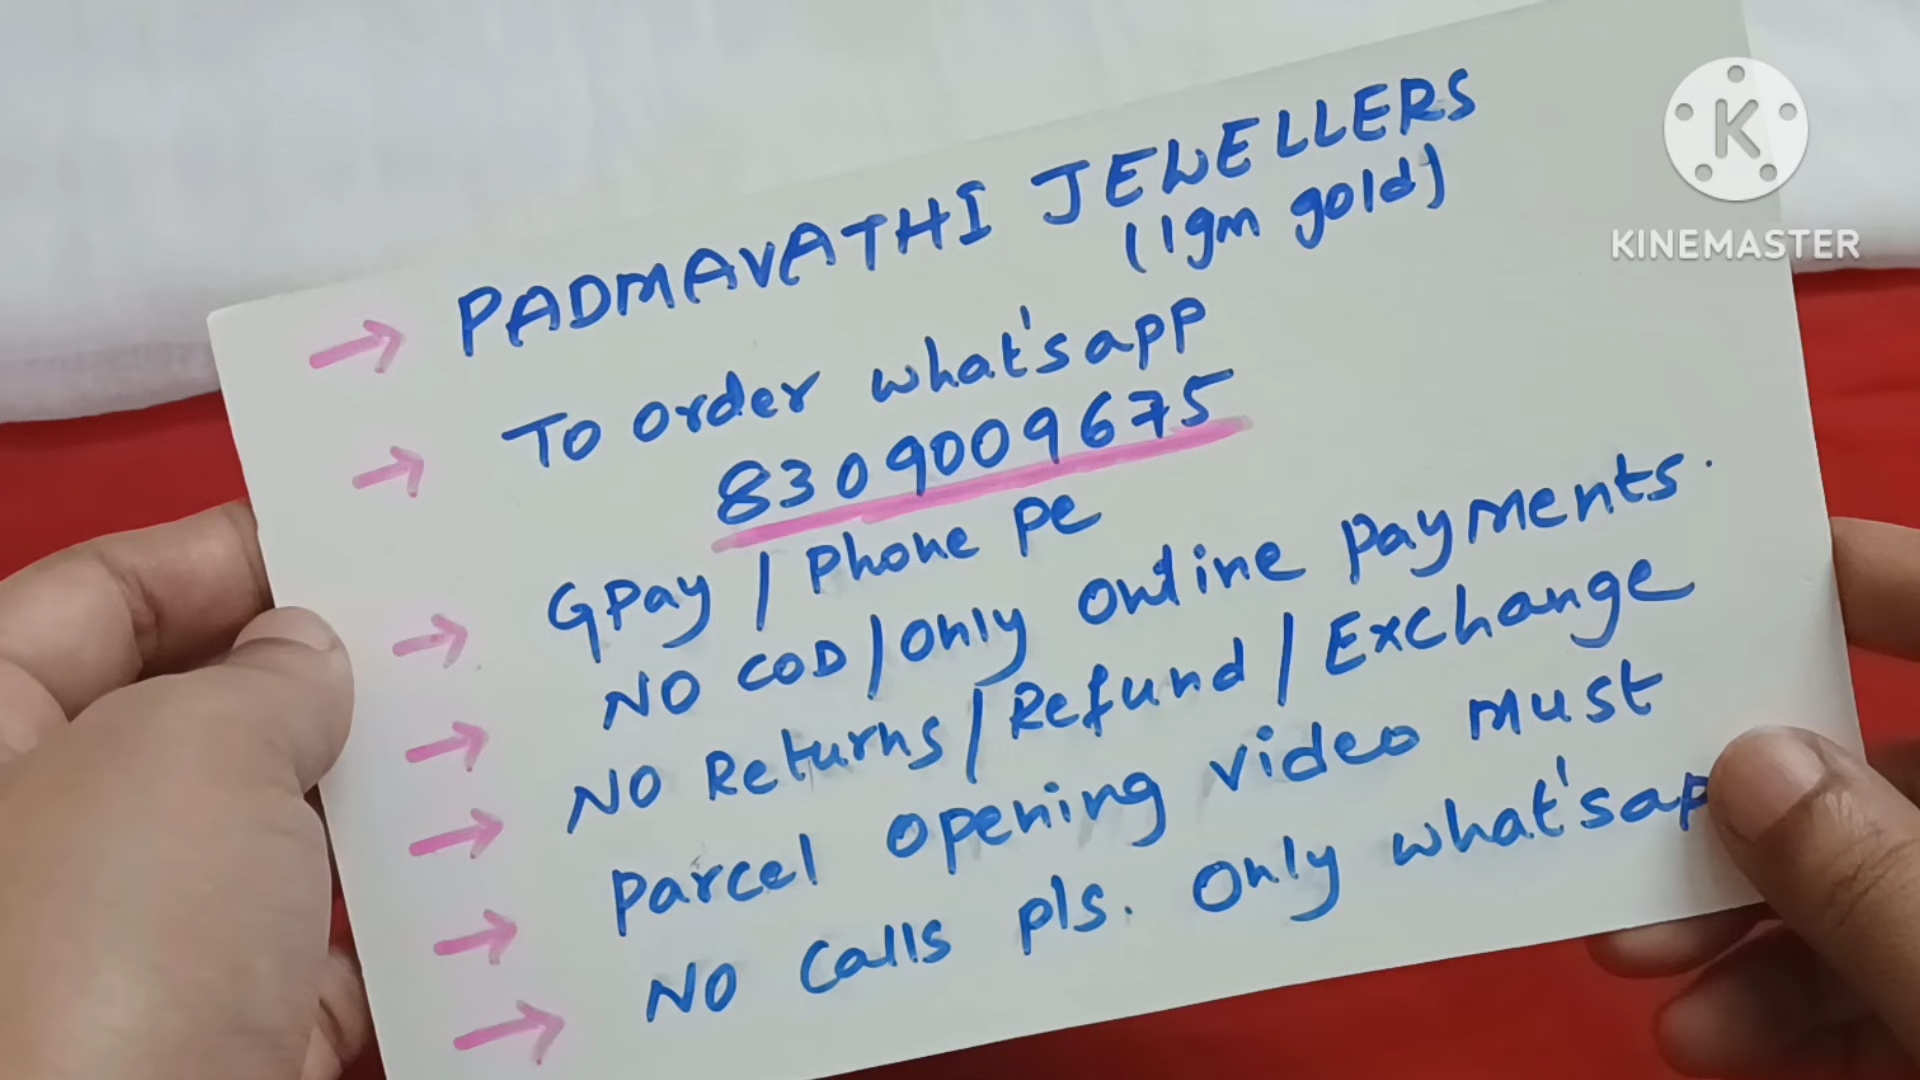 PADMAVATHI JEWELLERS
(1gm gold)
To order what'sapp
8309009675
GPay / Phone Pe
NO COD / Only Online Payments.
NO Returns / Refund / Exchange
Parcel Opening video Must
NO Calls pls. Only what'sap
K
KINEMASTER